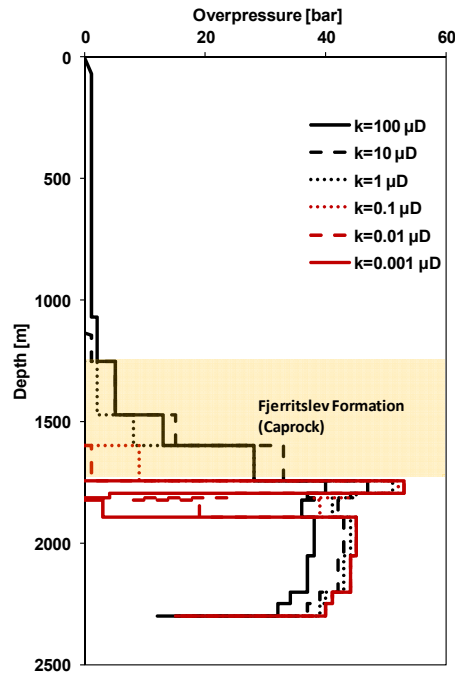 Overpressure [bar]
0 20 40 60
0
500
1000
1500
2000
2500
Depth [m]
k=100 µD
k=10 µD
k=1 µD
k=0.1 µD
k=0.01 µD
k=0.001 µD
Fjerritslev Formation
(Caprock)